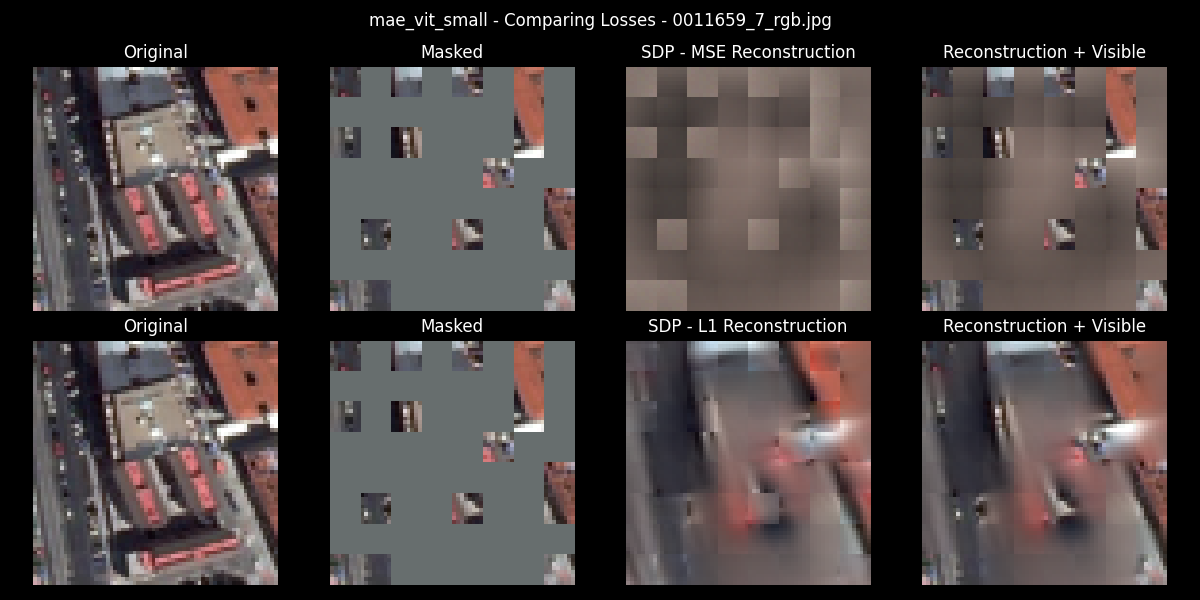 mae_vit_small - Comparing Losses - 0011659_7_rgb.jpg
Original
Masked
SDP - MSE Reconstruction
Reconstruction + Visible
Original
Masked
SDP - L1 Reconstruction
Reconstruction + Visible